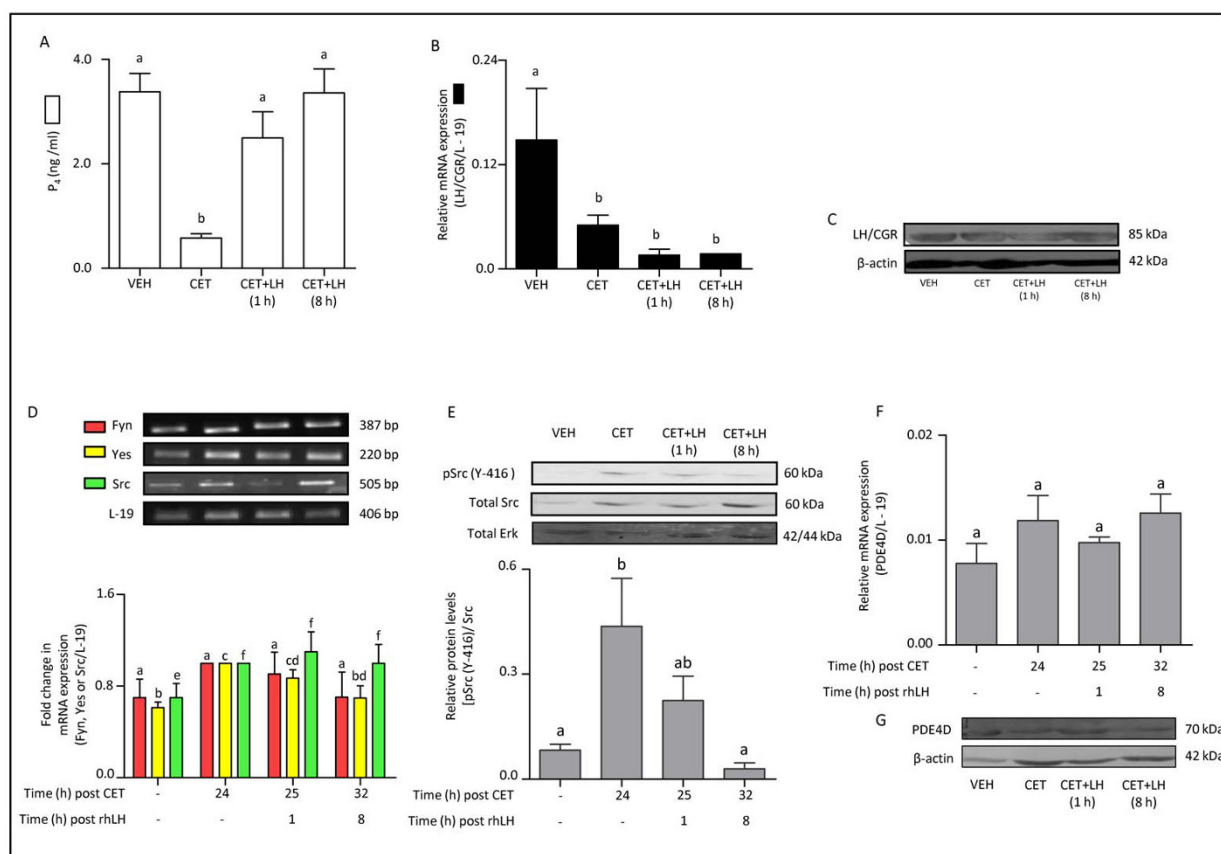 A
4.0
2.0
0.0
P4 (ng /ml)
a
b
a
a
VEH
CET
CET+LH
(1 h)
CET+LH
(8 h)
B
0.24
0.12
0.0
Relative mRNA expression
(LH/CGR/L - 19)
a
b
b
b
VEH
CET
CET+LH
(1 h)
CET+LH
(8 h)
C
LH/CGR
85 kDa
β-actin
42 kDa
VEH
CET
CET+LH
(1 h)
CET+LH
(8 h)
D
Fyn
387 bp
Yes
220 bp
Src
505 bp
L-19
406 bp
1.6
0.8
0.0
Fold change in
mRNA expression
(Fyn, Yes or Src/L-19)
a b e
a c f
a cd f
a bd f
Time (h) post CET - 24 25 32
Time (h) post rhLH - - 1 8
E
VEH
CET
CET+LH
(1 h)
CET+LH
(8 h)
pSrc (Y-416 )
60 kDa
Total Src
60 kDa
Total Erk
42/44 kDa
0.6
0.3
0.0
Relative protein levels
[pSrc (Y-416)/ Src
a
b
ab
a
Time (h) post CET - 24 25 32
Time (h) post rhLH - - 1 8
F
0.02
0.01
0.00
Relative mRNA expression
(PDE4D/L - 19)
a
a
a
a
Time (h) post CET - 24 25 32
Time (h) post rhLH - - 1 8
G
PDE4D
70 kDa
β-actin
42 kDa
VEH
CET
CET+LH
(1 h)
CET+LH
(8 h)